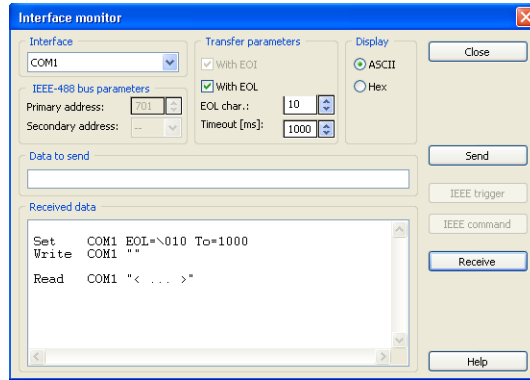 Interface monitor
Interface
COM1
IEEE-488 bus parameters
Primary address: 701
Secondary address: --
Transfer parameters
With EOI
With EOL
EOL char.: 10
Timeout [ms]: 1000
Display
ASCII
Hex
Close
Data to send
Send
IEEE trigger
IEEE command
Receive
Help
Received data
Set COM1 EOL=\010 To=1000
Write COM1 ""
Read COM1 "< ... >"